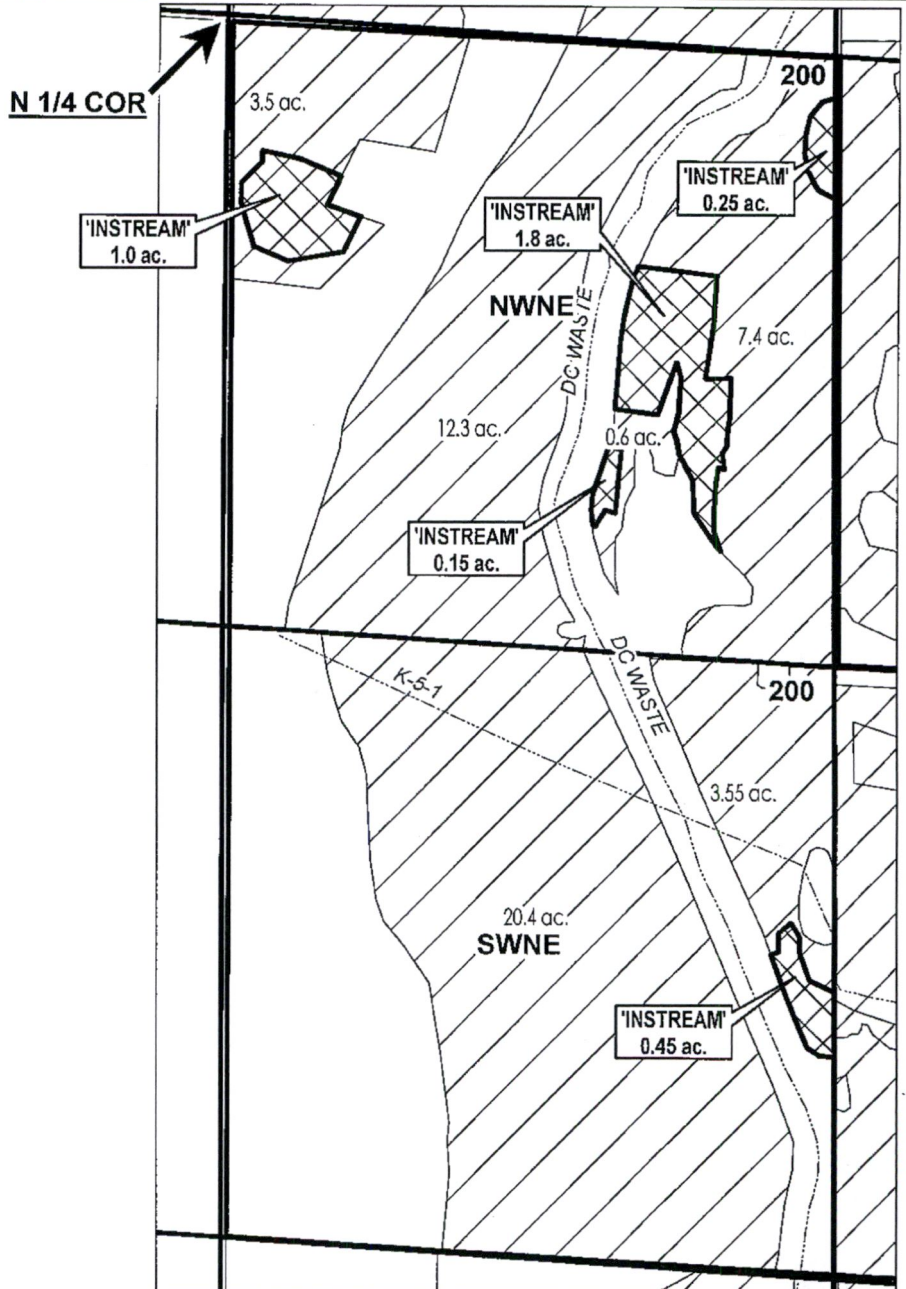 N 1/4 COR
3.5 ac.
200
'INSTREAM'
0.25 ac.
'INSTREAM'
1.0 ac.
'INSTREAM'
1.8 ac.
NWNE
DC WASTE
7.4 ac.
12.3 ac.
0.6 ac.
'INSTREAM'
0.15 ac.
DC WASTE
K-5-1
200
3.55 ac.
20.4 ac.
SWNE
'INSTREAM'
0.45 ac.